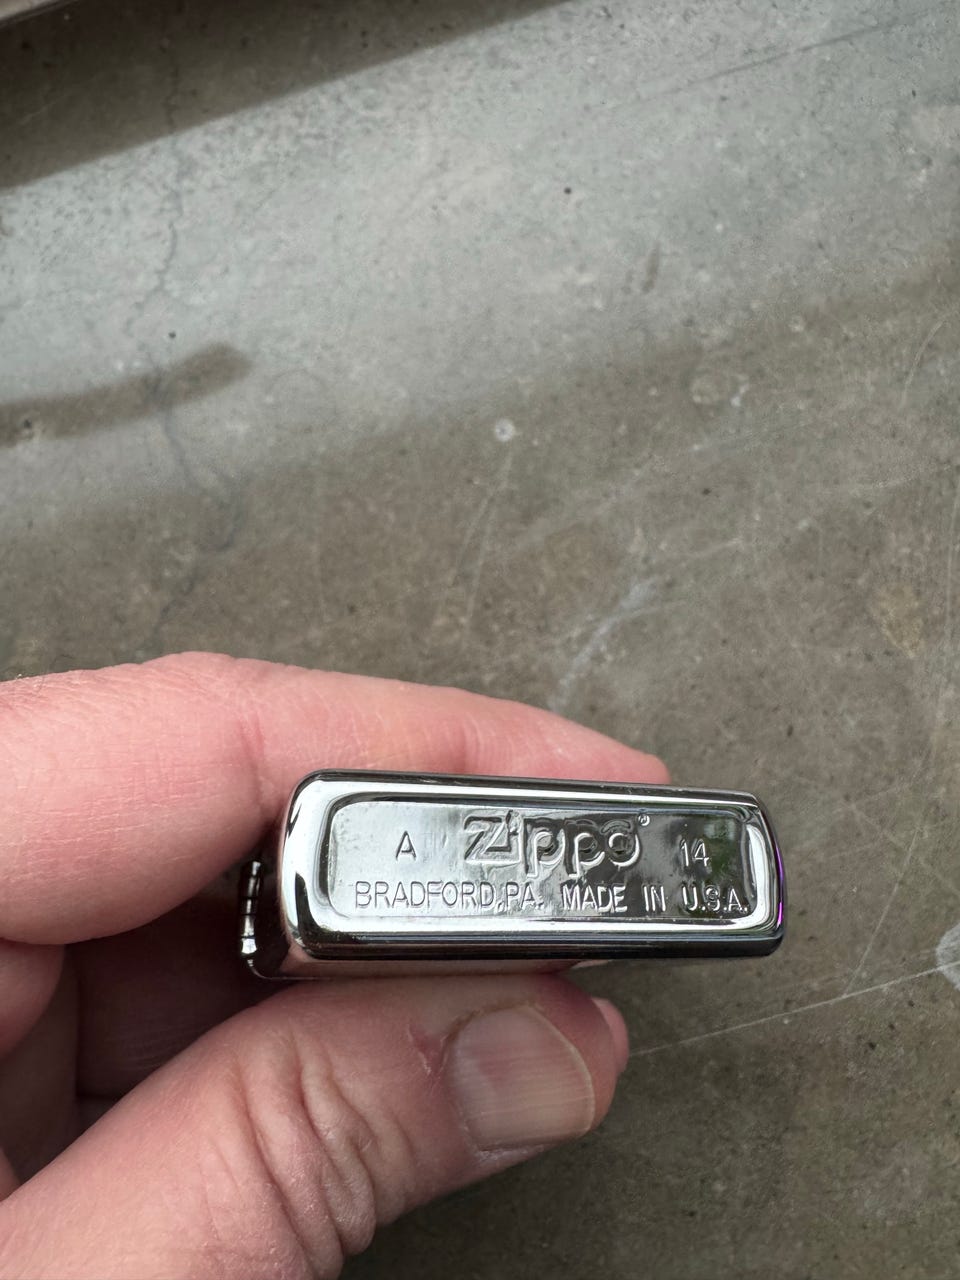 A Zippo® 14
BRADFORD,PA. MADE IN U.S.A.